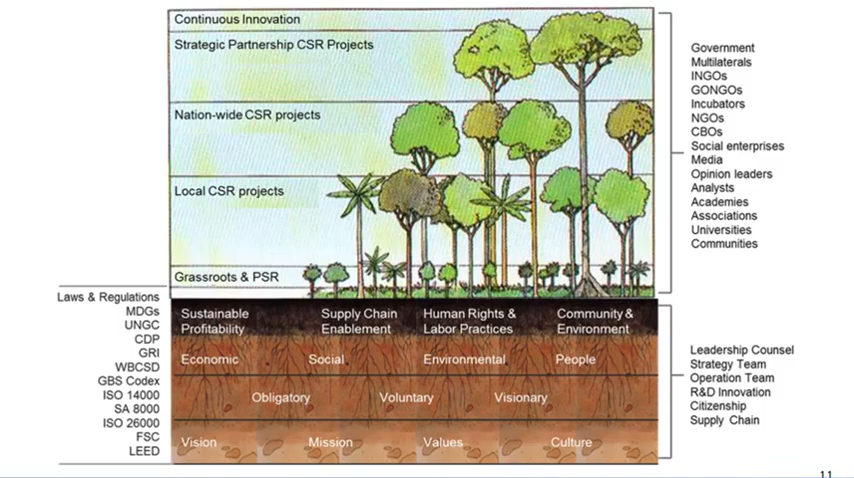 Continuous Innovation
Strategic Partnership CSR Projects
Nation-wide CSR projects
Local CSR projects
Grassroots & PSR
Government
Multilaterals
INGOs
GONGOs
Incubators
NGOs
CBOs
Social enterprises
Media
Opinion leaders
Analysts
Academies
Associations
Universities
Communities
Laws & Regulations
MDGs
UNGC
CDP
GRI
WBCSD
GBS Codex
ISO 14000
SA 8000
ISO 26000
FSC
LEED
Sustainable Profitability
Supply Chain Enablement
Human Rights & Labor Practices
Community & Environment
Economic Social Environmental People
Obligatory Voluntary Visionary
Vision Mission Values Culture
Leadership Counsel
Strategy Team
Operation Team
R&D Innovation
Citizenship
Supply Chain
11